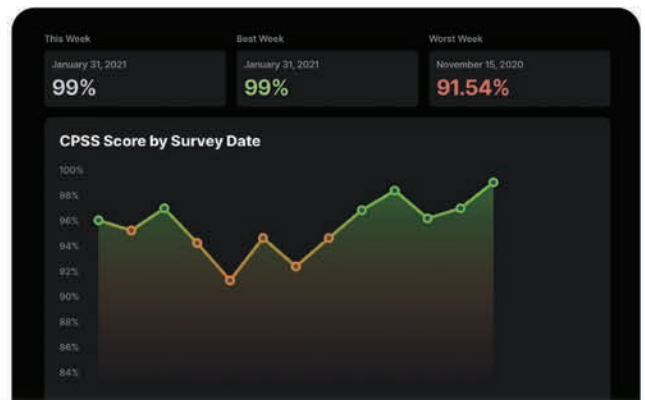 This Week
Best Week
Worst Week
January 31, 2021
January 31, 2021
November 15, 2020
99%
99%
91.54%
CPSS Score by Survey Date
100%
98%
96%
94%
92%
90%
88%
86%
84%